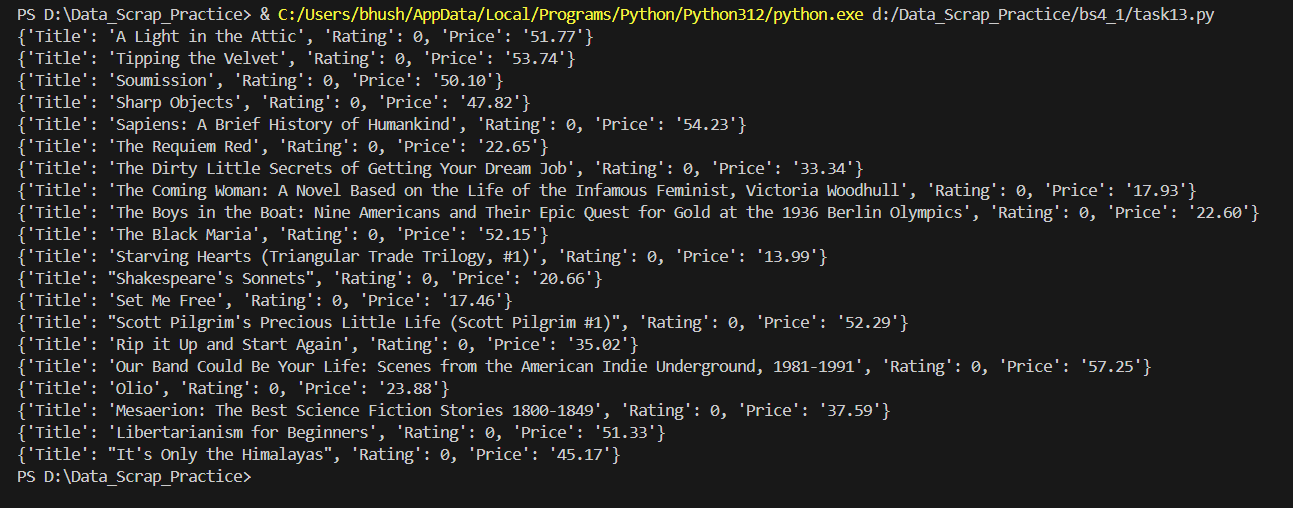 PS D:\Data_Scrap_Practice> & C:/Users/bhush/AppData/Local/Programs/Python/Python312/python.exe d:/Data_Scrap_Practice/bs4_1/task13.py
{'Title': 'A Light in the Attic', 'Rating': 0, 'Price': '51.77'}
{'Title': 'Tipping the Velvet', 'Rating': 0, 'Price': '53.74'}
{'Title': 'Soumission', 'Rating': 0, 'Price': '50.10'}
{'Title': 'Sharp Objects', 'Rating': 0, 'Price': '47.82'}
{'Title': 'Sapiens: A Brief History of Humankind', 'Rating': 0, 'Price': '54.23'}
{'Title': 'The Requiem Red', 'Rating': 0, 'Price': '22.65'}
{'Title': 'The Dirty Little Secrets of Getting Your Dream Job', 'Rating': 0, 'Price': '33.34'}
{'Title': 'The Coming Woman: A Novel Based on the Life of the Infamous Feminist, Victoria Woodhull', 'Rating': 0, 'Price': '17.93'}
{'Title': 'The Boys in the Boat: Nine Americans and Their Epic Quest for Gold at the 1936 Berlin Olympics', 'Rating': 0, 'Price': '22.60'}
{'Title': 'The Black Maria', 'Rating': 0, 'Price': '52.15'}
{'Title': 'Starving Hearts (Triangular Trade Trilogy, #1)', 'Rating': 0, 'Price': '13.99'}
{'Title': "Shakespeare's Sonnets", 'Rating': 0, 'Price': '20.66'}
{'Title': 'Set Me Free', 'Rating': 0, 'Price': '17.46'}
{'Title': "Scott Pilgrim's Precious Little Life (Scott Pilgrim #1)", 'Rating': 0, 'Price': '52.29'}
{'Title': 'Rip it Up and Start Again', 'Rating': 0, 'Price': '35.02'}
{'Title': 'Our Band Could Be Your Life: Scenes from the American Indie Underground, 1981-1991', 'Rating': 0, 'Price': '57.25'}
{'Title': 'Olio', 'Rating': 0, 'Price': '23.88'}
{'Title': 'Mesaerion: The Best Science Fiction Stories 1800-1849', 'Rating': 0, 'Price': '37.59'}
{'Title': 'Libertarianism for Beginners', 'Rating': 0, 'Price': '51.33'}
{'Title': "It's Only the Himalayas", 'Rating': 0, 'Price': '45.17'}
PS D:\Data_Scrap_Practice>